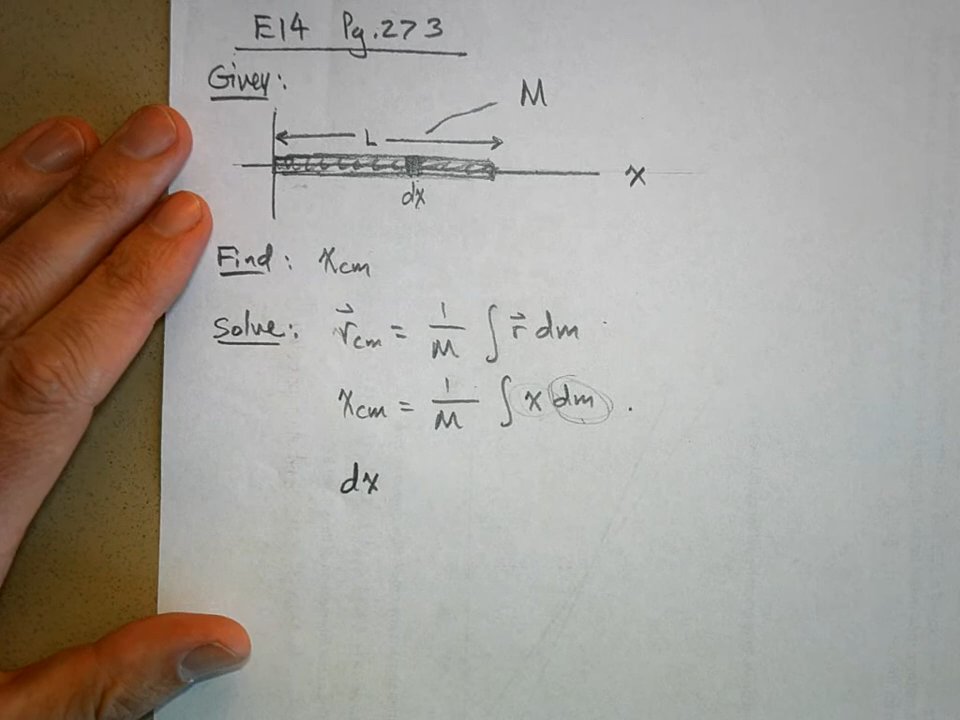 E14 Pg.273
Given:
M
L
x
dx
Find: xcm
Solve: r⃗cm = 1/M ∫ r⃗ dm
xcm = 1/M ∫ x dm.
dx